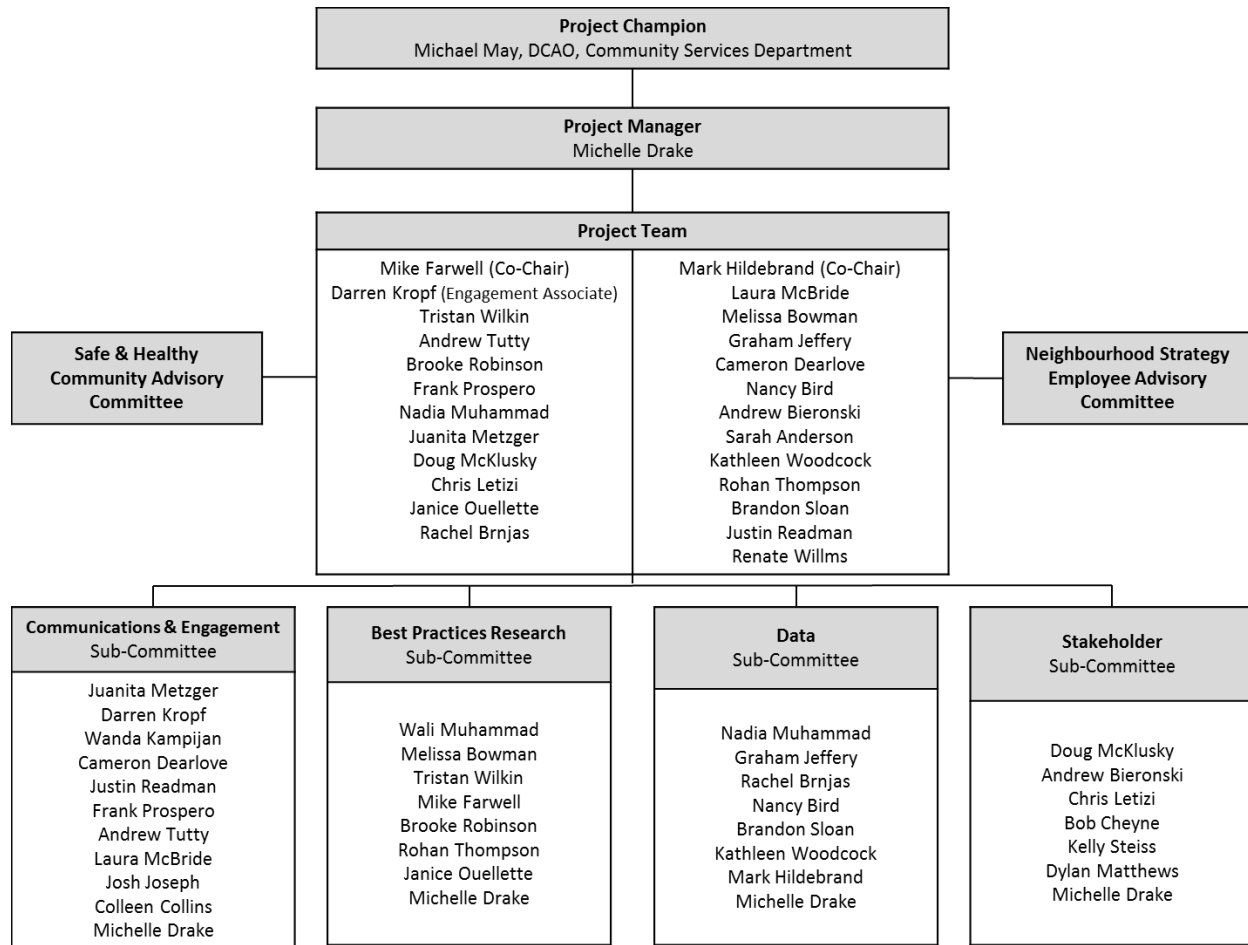 Project Champion
Michael May, DCAO, Community Services Department
Project Manager
Michelle Drake
Project Team
Mike Farwell (Co-Chair)
Darren Kropf (Engagement Associate)
Tristan Wilkin
Andrew Tutty
Brooke Robinson
Frank Prospero
Nadia Muhammad
Juanita Metzger
Doug McKlusky
Chris Letizi
Janice Ouellette
Rachel Brnjas
Mark Hildebrand (Co-Chair)
Laura McBride
Melissa Bowman
Graham Jeffery
Cameron Dearlove
Nancy Bird
Andrew Bieronski
Sarah Anderson
Kathleen Woodcock
Rohan Thompson
Brandon Sloan
Justin Readman
Renate Willms
Safe & Healthy
Community Advisory
Committee
Neighbourhood Strategy
Employee Advisory
Committee
Communications & Engagement
Sub-Committee
Juanita Metzger
Darren Kropf
Wanda Kampijan
Cameron Dearlove
Justin Readman
Frank Prospero
Andrew Tutty
Laura McBride
Josh Joseph
Colleen Collins
Michelle Drake
Best Practices Research
Sub-Committee
Wali Muhammad
Melissa Bowman
Tristan Wilkin
Mike Farwell
Brooke Robinson
Rohan Thompson
Janice Ouellette
Michelle Drake
Data
Sub-Committee
Nadia Muhammad
Graham Jeffery
Rachel Brnjas
Nancy Bird
Brandon Sloan
Kathleen Woodcock
Mark Hildebrand
Michelle Drake
Stakeholder
Sub-Committee
Doug McKlusky
Andrew Bieronski
Chris Letizi
Bob Cheyne
Kelly Steiss
Dylan Matthews
Michelle Drake